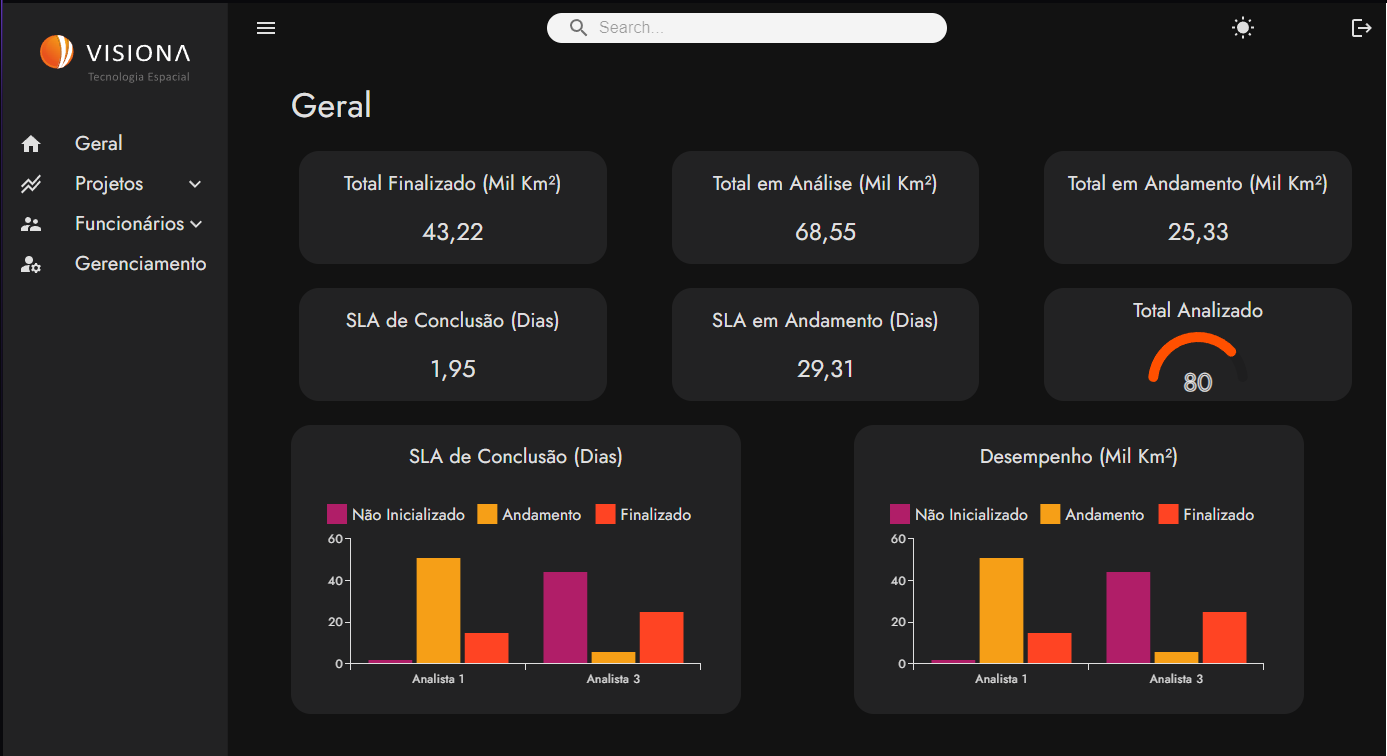 VISIONA
Tecnologia Espacial
Search...
Geral
Projetos
Funcionários
Gerenciamento
Geral
Total Finalizado (Mil Km²)
43,22
Total em Análise (Mil Km²)
68,55
Total em Andamento (Mil Km²)
25,33
SLA de Conclusão (Dias)
1,95
SLA em Andamento (Dias)
29,31
Total Analizado
80
SLA de Conclusão (Dias)
Não Inicializado Andamento Finalizado
60
40
20
0
Analista 1 Analista 3
Desempenho (Mil Km²)
Não Inicializado Andamento Finalizado
60
40
20
0
Analista 1 Analista 3